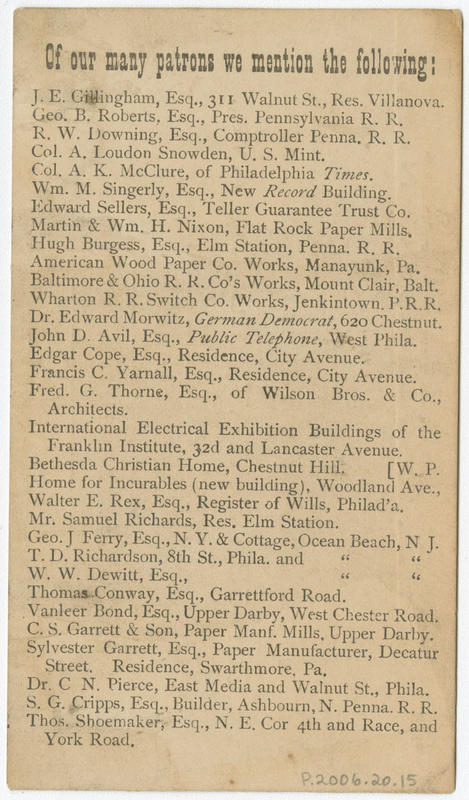 Of our many patrons we mention the following:
J. E. Gillingham, Esq., 311 Walnut St., Res. Villanova.
Geo. B. Roberts, Esq., Pres. Pennsylvania R. R.
R. W. Downing, Esq., Comptroller Penna. R. R.
Col. A. Loudon Snowden, U. S. Mint.
Col. A. K. McClure, of Philadelphia Times.
Wm. M. Singerly, Esq., New Record Building.
Edward Sellers, Esq., Teller Guarantee Trust Co.
Martin & Wm. H. Nixon, Flat Rock Paper Mills.
Hugh Burgess, Esq., Elm Station, Penna. R. R.
American Wood Paper Co. Works, Manayunk, Pa.
Baltimore & Ohio R. R. Co's Works, Mount Clair, Balt.
Wharton R. R. Switch Co. Works, Jenkintown. P.R.R.
Dr. Edward Morwitz, German Democrat, 620 Chestnut.
John D. Avil, Esq., Public Telephone, West Phila.
Edgar Cope, Esq., Residence, City Avenue.
Francis C. Yarnall, Esq., Residence, City Avenue.
Fred. G. Thorne, Esq., of Wilson Bros. & Co.,
Architects.
International Electrical Exhibition Buildings of the
Franklin Institute, 32d and Lancaster Avenue.
Bethesda Christian Home, Chestnut Hill. [W. P.
Home for Incurables (new building), Woodland Ave.,
Walter E. Rex, Esq., Register of Wills, Philad'a.
Mr. Samuel Richards, Res. Elm Station.
Geo. J Ferry, Esq., N. Y. & Cottage, Ocean Beach, N J.
T. D. Richardson, 8th St., Phila. and " "
W. W. Dewitt, Esq., " "
Thomas Conway, Esq., Garrettford Road.
Vanleer Bond, Esq., Upper Darby, West Chester Road.
C. S. Garrett & Son, Paper Manf. Mills, Upper Darby.
Sylvester Garrett, Esq., Paper Manufacturer, Decatur
Street. Residence, Swarthmore, Pa.
Dr. C N. Pierce, East Media and Walnut St., Phila.
S. G. Cripps, Esq., Builder, Ashbourn, N. Penna. R. R.
Thos. Shoemaker, Esq., N. E. Cor 4th and Race, and
York Road.
P.2006.20.15